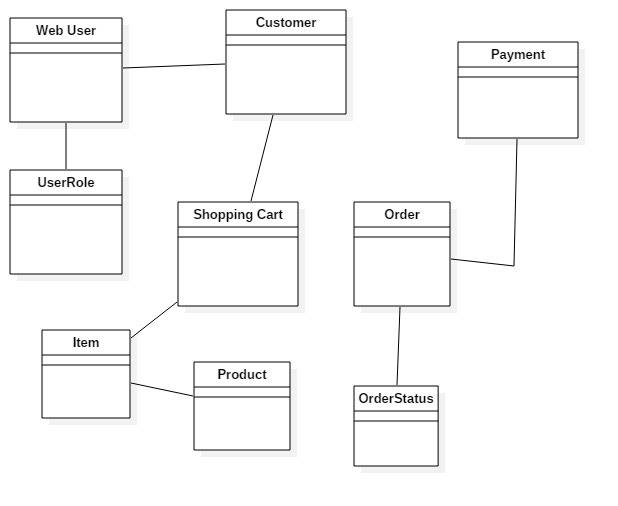 Web User
Customer
Payment
UserRole
Shopping Cart
Order
Item
Product
OrderStatus